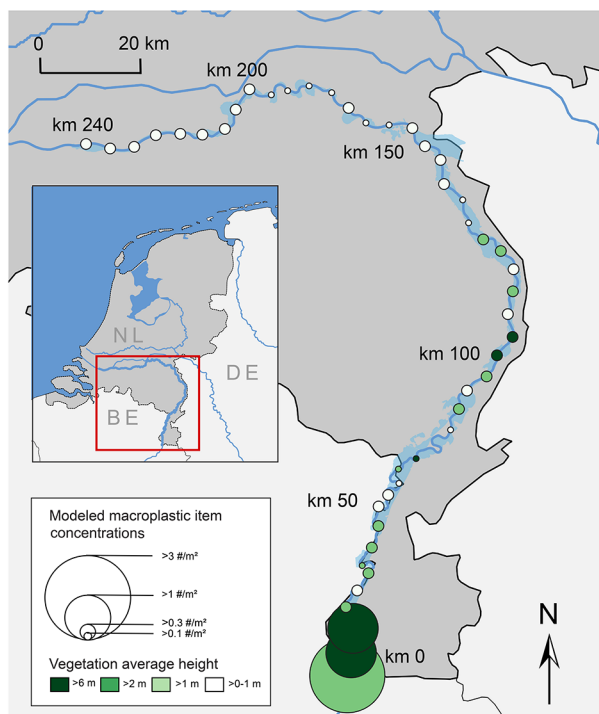 0 20 km
km 200
km 240
km 150
NL
DE
BE
km 100
km 50
km 0
N
Modeled macroplastic item
concentrations
>3 #/m²
>1 #/m²
>0.3 #/m²
>0.1 #/m²
Vegetation average height
>6 m >2 m >1 m >0-1 m